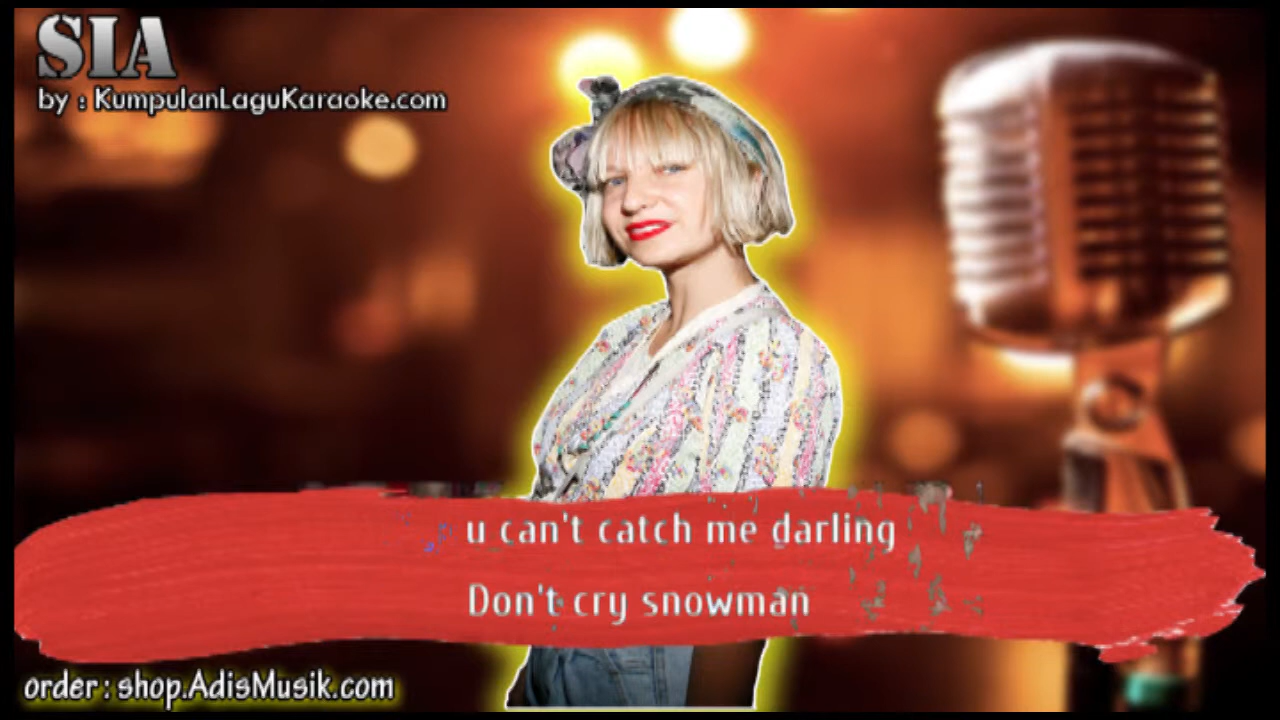 SIA
by : KumpulanLaguKaraoke.com
u can't catch me darling
Don't cry snowman
order : shop.AdisMusik.com